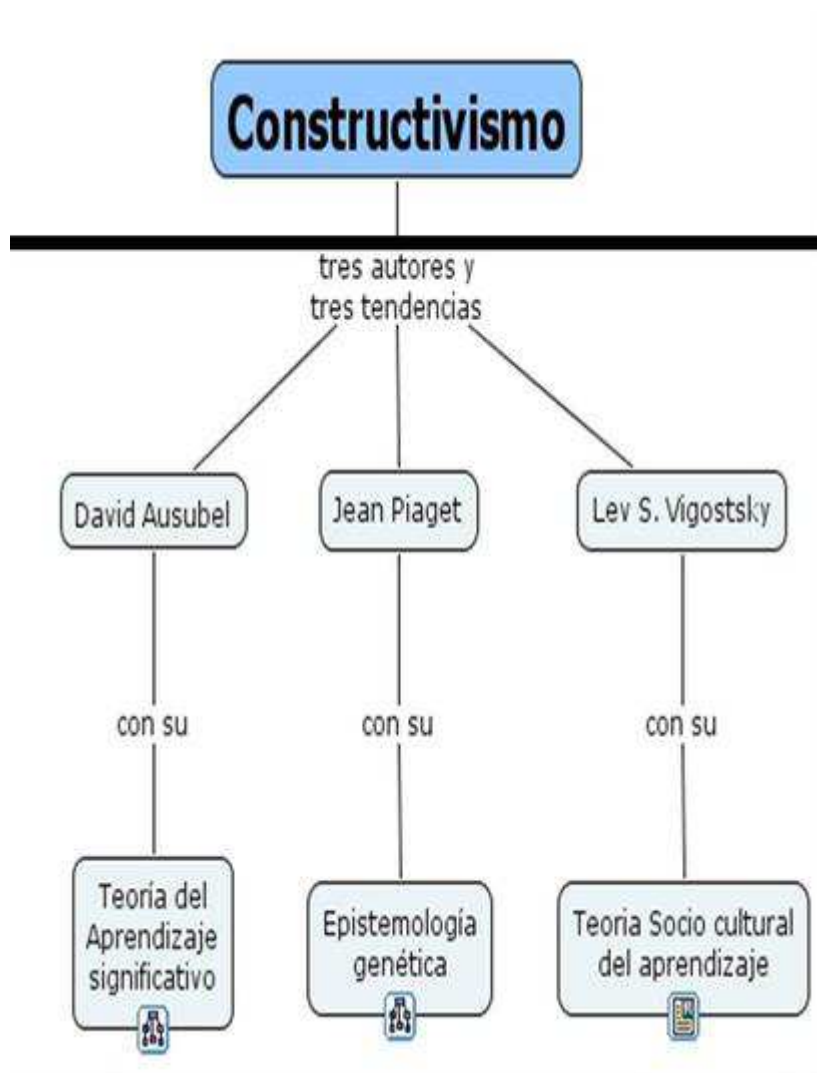 Constructivismo
tres autores y
tres tendencias
David Ausubel
Jean Piaget
Lev S. Vigostsky
con su
con su
con su
Teoría del
Aprendizaje
significativo
Epistemología
genética
Teoria Socio cultural
del aprendizaje